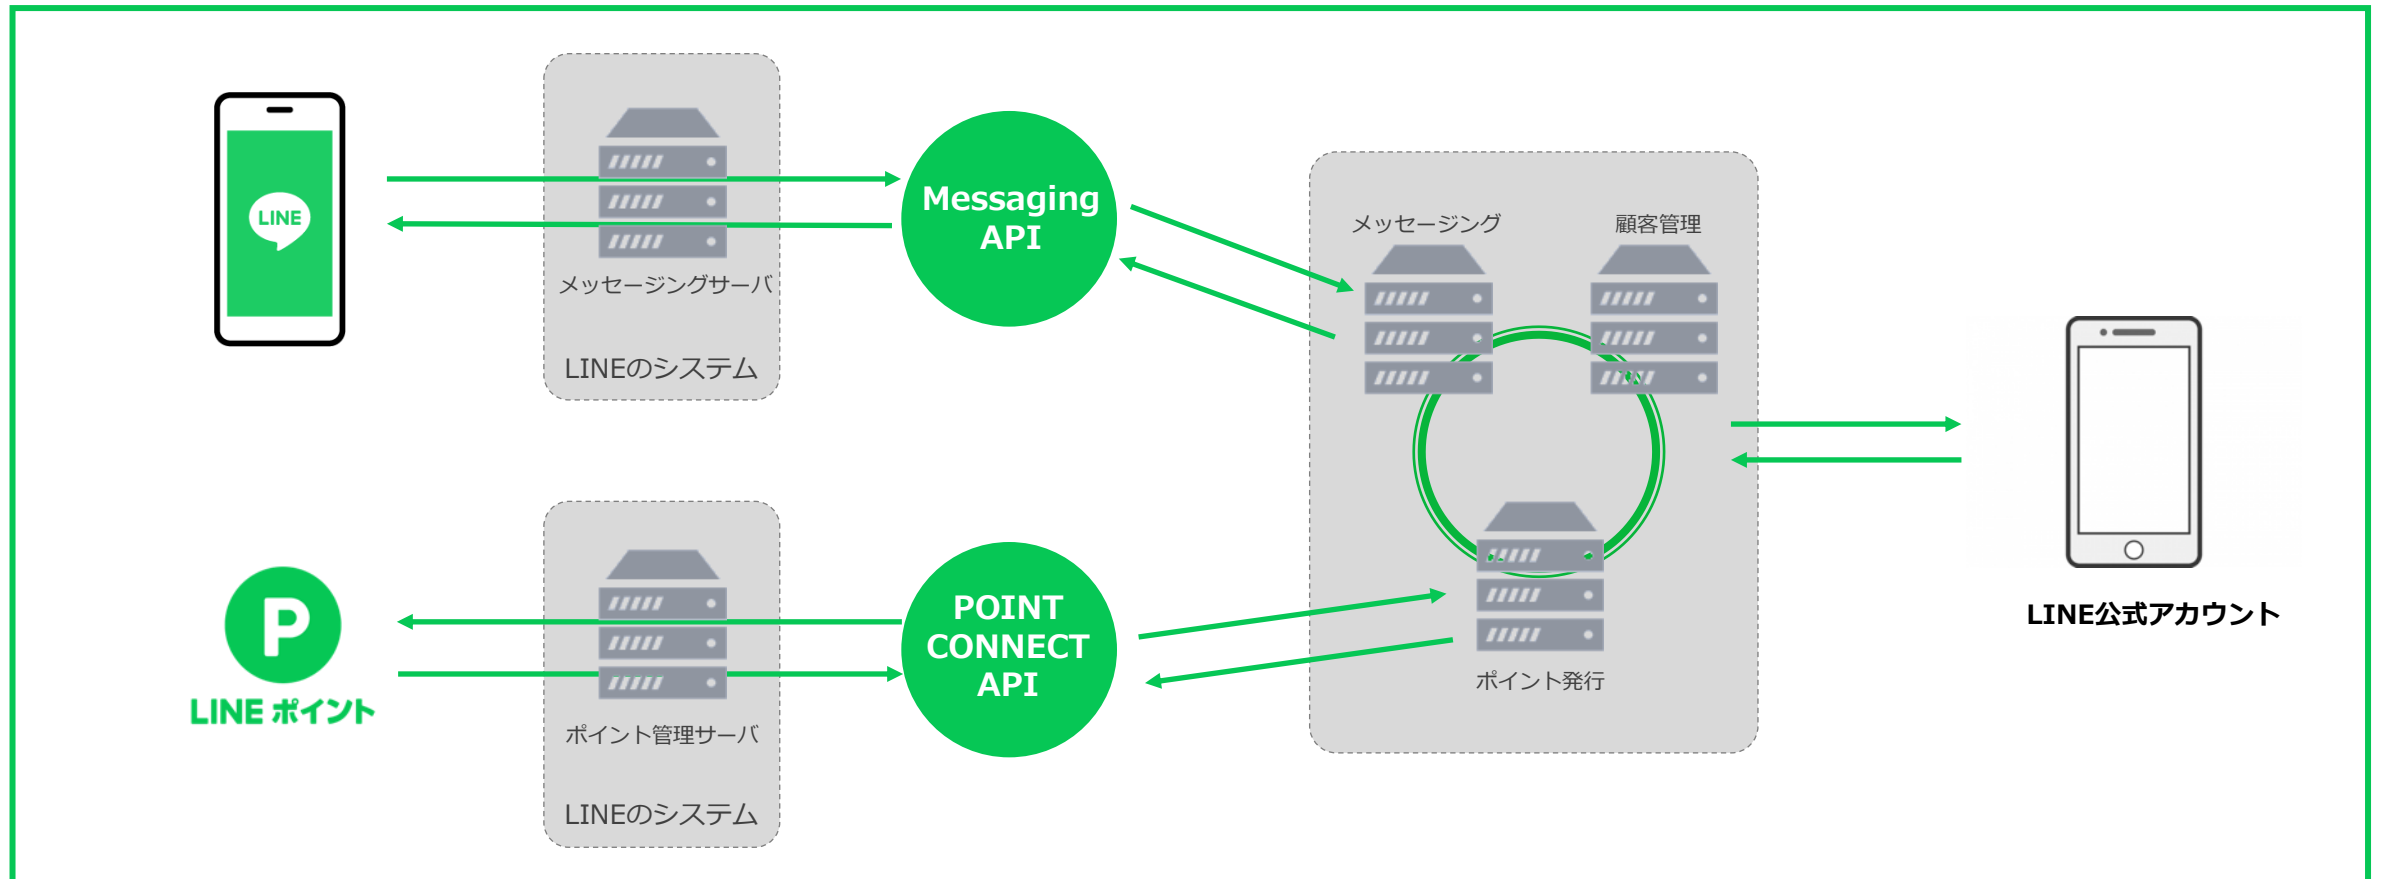 LINE
メッセージングサーバ
LINEのシステム
Messaging
API
メッセージング
顧客管理
LINE公式アカウント
LINE ポイント
P
ポイント管理サーバ
LINEのシステム
POINT
CONNECT
API
ポイント発行